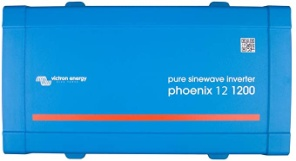 victron energy
pure sinewave inverter
phoenix 12 1200